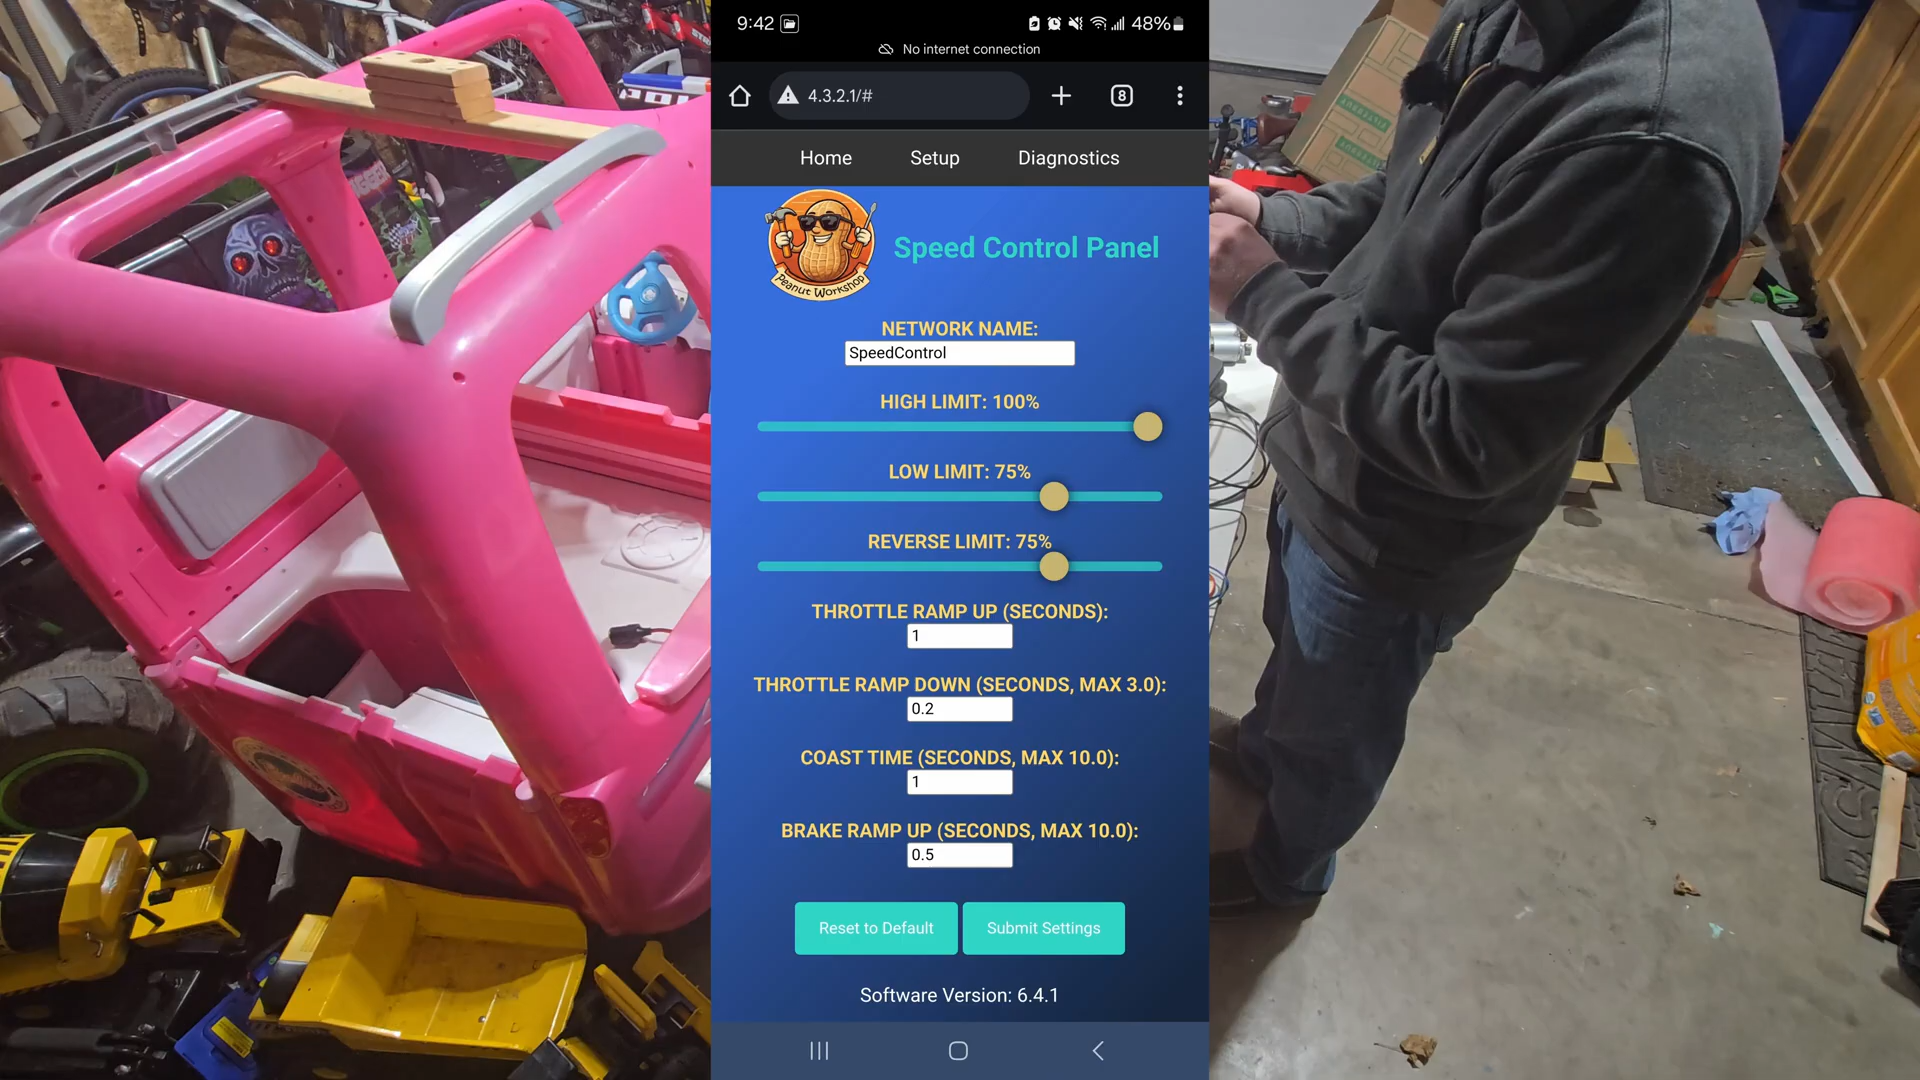 9:42
48%
No internet connection
4.3.2.1/#
8
Home
Setup
Diagnostics
Peanut Workshop
Speed Control Panel
NETWORK NAME:
SpeedControl
HIGH LIMIT: 100%
LOW LIMIT: 75%
REVERSE LIMIT: 75%
THROTTLE RAMP UP (SECONDS):
1
THROTTLE RAMP DOWN (SECONDS, MAX 3.0):
0.2
COAST TIME (SECONDS, MAX 10.0):
1
BRAKE RAMP UP (SECONDS, MAX 10.0):
0.5
Reset to Default
Submit Settings
Software Version: 6.4.1